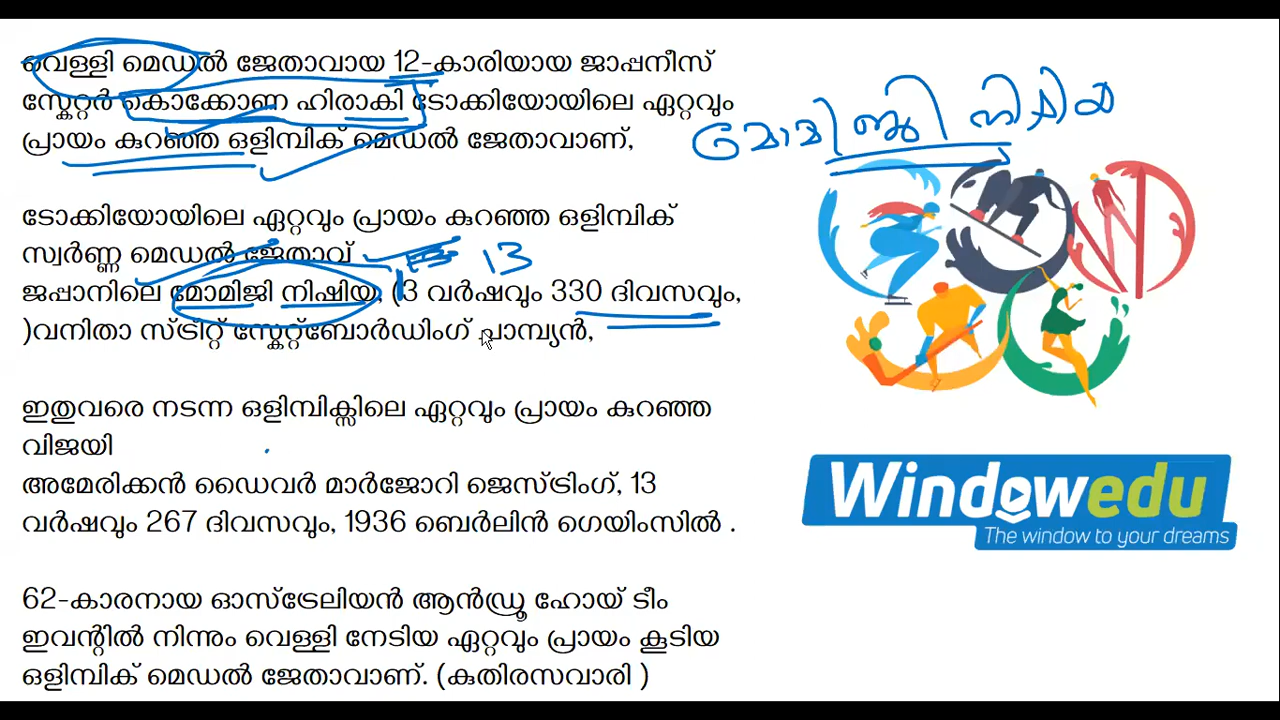 വെള്ളി മെഡൽ ജേതാവായ 12-കാരിയായ ജാപ്പനീസ്
സ്കേറ്റർ കൊക്കോണ ഹിരാകി ടോക്കിയോയിലെ ഏറ്റവും
പ്രായം കുറഞ്ഞ ഒളിമ്പിക് മെഡൽ ജേതാവാണ്,
മോമിജി നിഷിയ
ടോക്കിയോയിലെ ഏറ്റവും പ്രായം കുറഞ്ഞ ഒളിമ്പിക്
സ്വർണ്ണ മെഡൽ ജേതാവ്
13
ജപ്പാനിലെ മോമിജി നിഷിയ, (13 വർഷവും 330 ദിവസവും,
)വനിതാ സ്ട്രീറ്റ് സ്കേറ്റ്ബോർഡിംഗ് ചാമ്പ്യൻ,
ഇതുവരെ നടന്ന ഒളിമ്പിക്സിലെ ഏറ്റവും പ്രായം കുറഞ്ഞ
വിജയി
അമേരിക്കൻ ഡൈവർ മാർജോറി ജെസ്ട്രിംഗ്, 13
വർഷവും 267 ദിവസവും, 1936 ബെർലിൻ ഗെയിംസിൽ .
62-കാരനായ ഓസ്ട്രേലിയൻ ആൻഡ്രൂ ഹോയ് ടീം
ഇവന്റിൽ നിന്നും വെള്ളി നേടിയ ഏറ്റവും പ്രായം കൂടിയ
ഒളിമ്പിക് മെഡൽ ജേതാവാണ്. (കുതിരസവാരി )
Windowedu
The window to your dreams